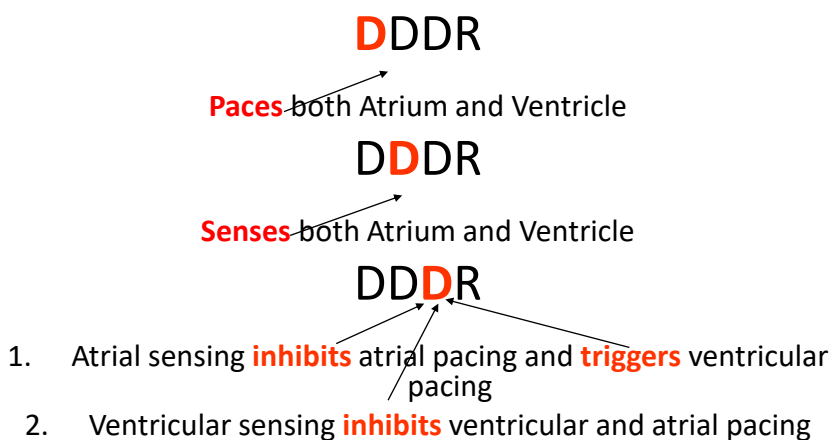 DDDR
Paces both Atrium and Ventricle
DDDR
Senses both Atrium and Ventricle
DDDR
1. Atrial sensing inhibits atrial pacing and triggers ventricular
pacing
2. Ventricular sensing inhibits ventricular and atrial pacing